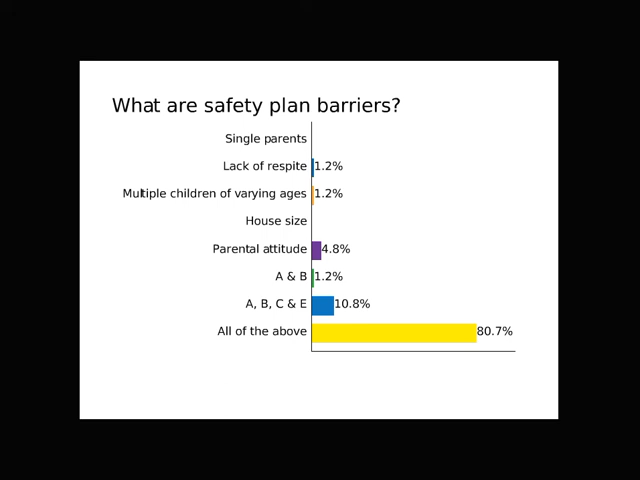 What are safety plan barriers?
Single parents
Lack of respite 1.2%
Multiple children of varying ages 1.2%
House size
Parental attitude 4.8%
A & B 1.2%
A, B, C & E 10.8%
All of the above 80.7%